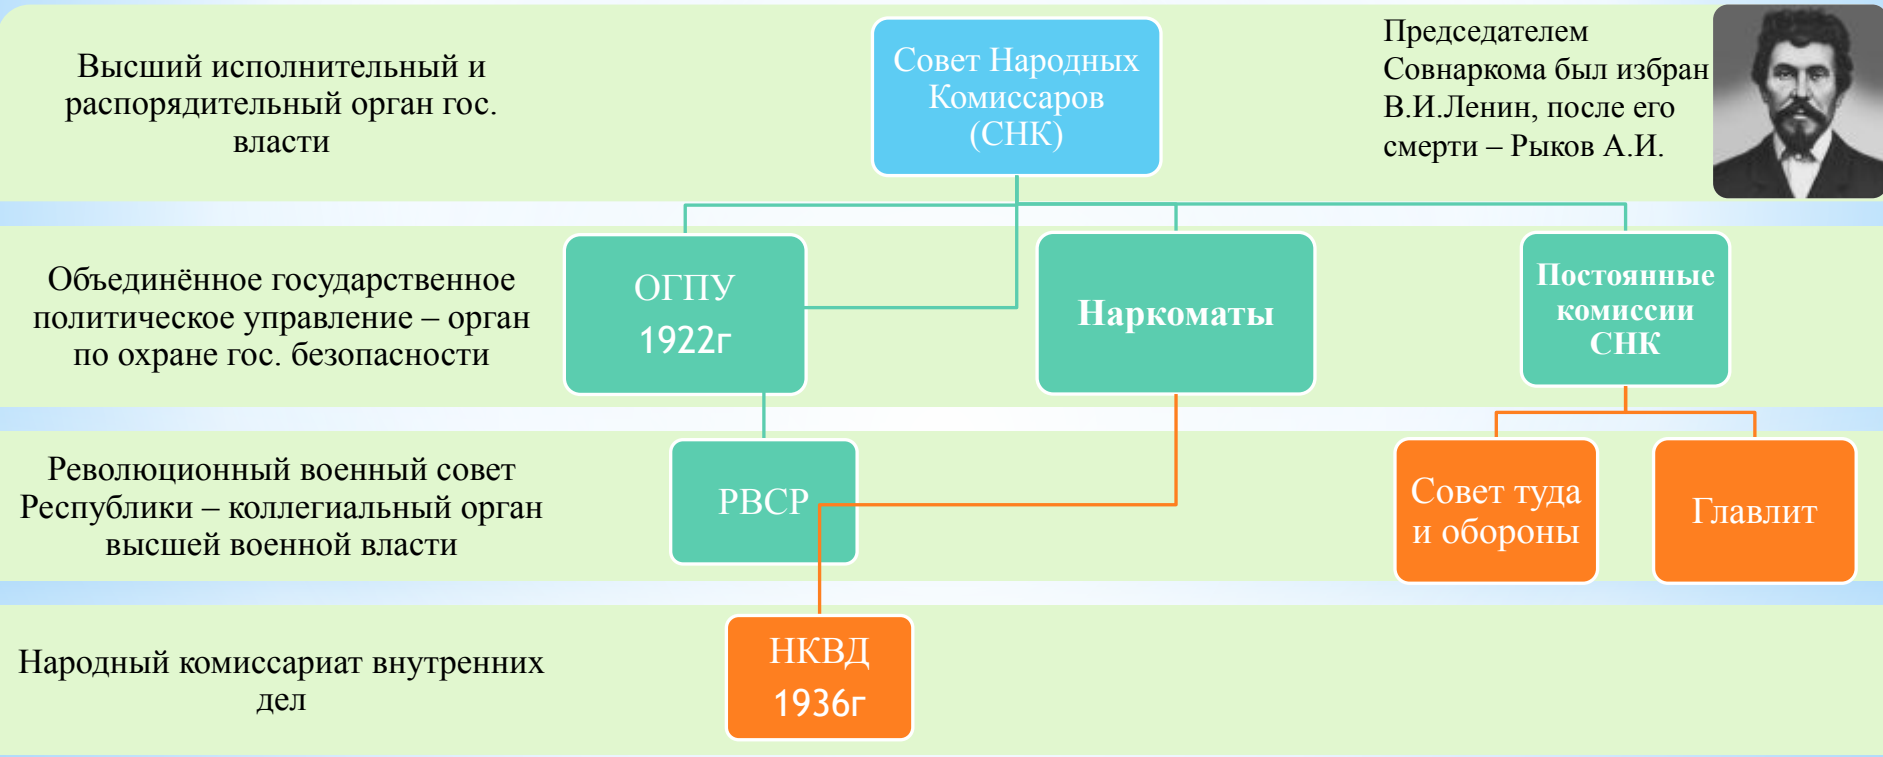 Высший исполнительный и
распорядительный орган гос.
власти
Совет Народных
Комиссаров
(СНК)
Председателем
Совнаркома был избран
В.И.Ленин, после его
смерти – Рыков А.И.
Объединённое государственное
политическое управление – орган
по охране гос. безопасности
ОГПУ
1922г
Наркоматы
Постоянные
комиссии
СНК
Революционный военный совет
Республики – коллегиальный орган
высшей военной власти
РВСР
Совет туда
и обороны
Главлит
Народный комиссариат внутренних
дел
НКВД
1936г